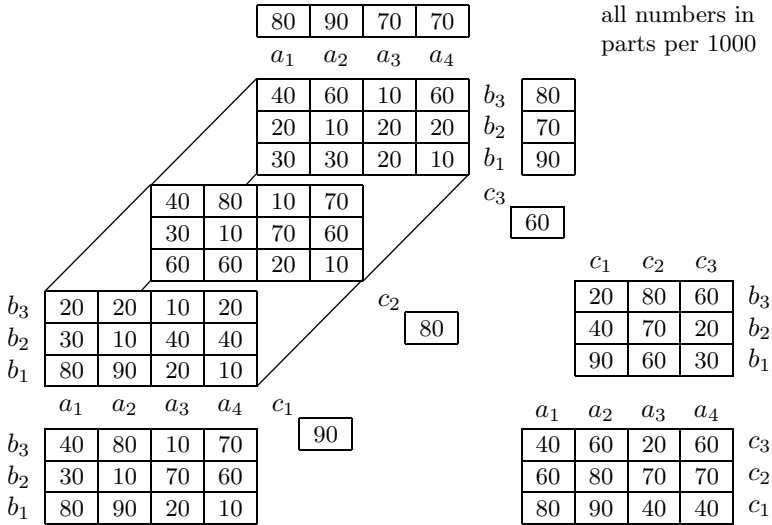 80 90 70 70
all numbers in
parts per 1000
a₁ a₂ a₃ a₄
40 60 10 60 b₃ 80
20 10 20 20 b₂ 70
30 30 20 10 b₁ 90
c₃
60
40 80 10 70
30 10 70 60
60 60 20 10
c₂
80
b₃ 20 20 10 20
b₂ 30 10 40 40
b₁ 80 90 20 10
a₁ a₂ a₃ a₄ c₁
90
c₁ c₂ c₃
20 80 60 b₃
40 70 20 b₂
90 60 30 b₁
b₃ 40 80 10 70
b₂ 30 10 70 60
b₁ 80 90 20 10
a₁ a₂ a₃ a₄
40 60 20 60 c₃
60 80 70 70 c₂
80 90 40 40 c₁